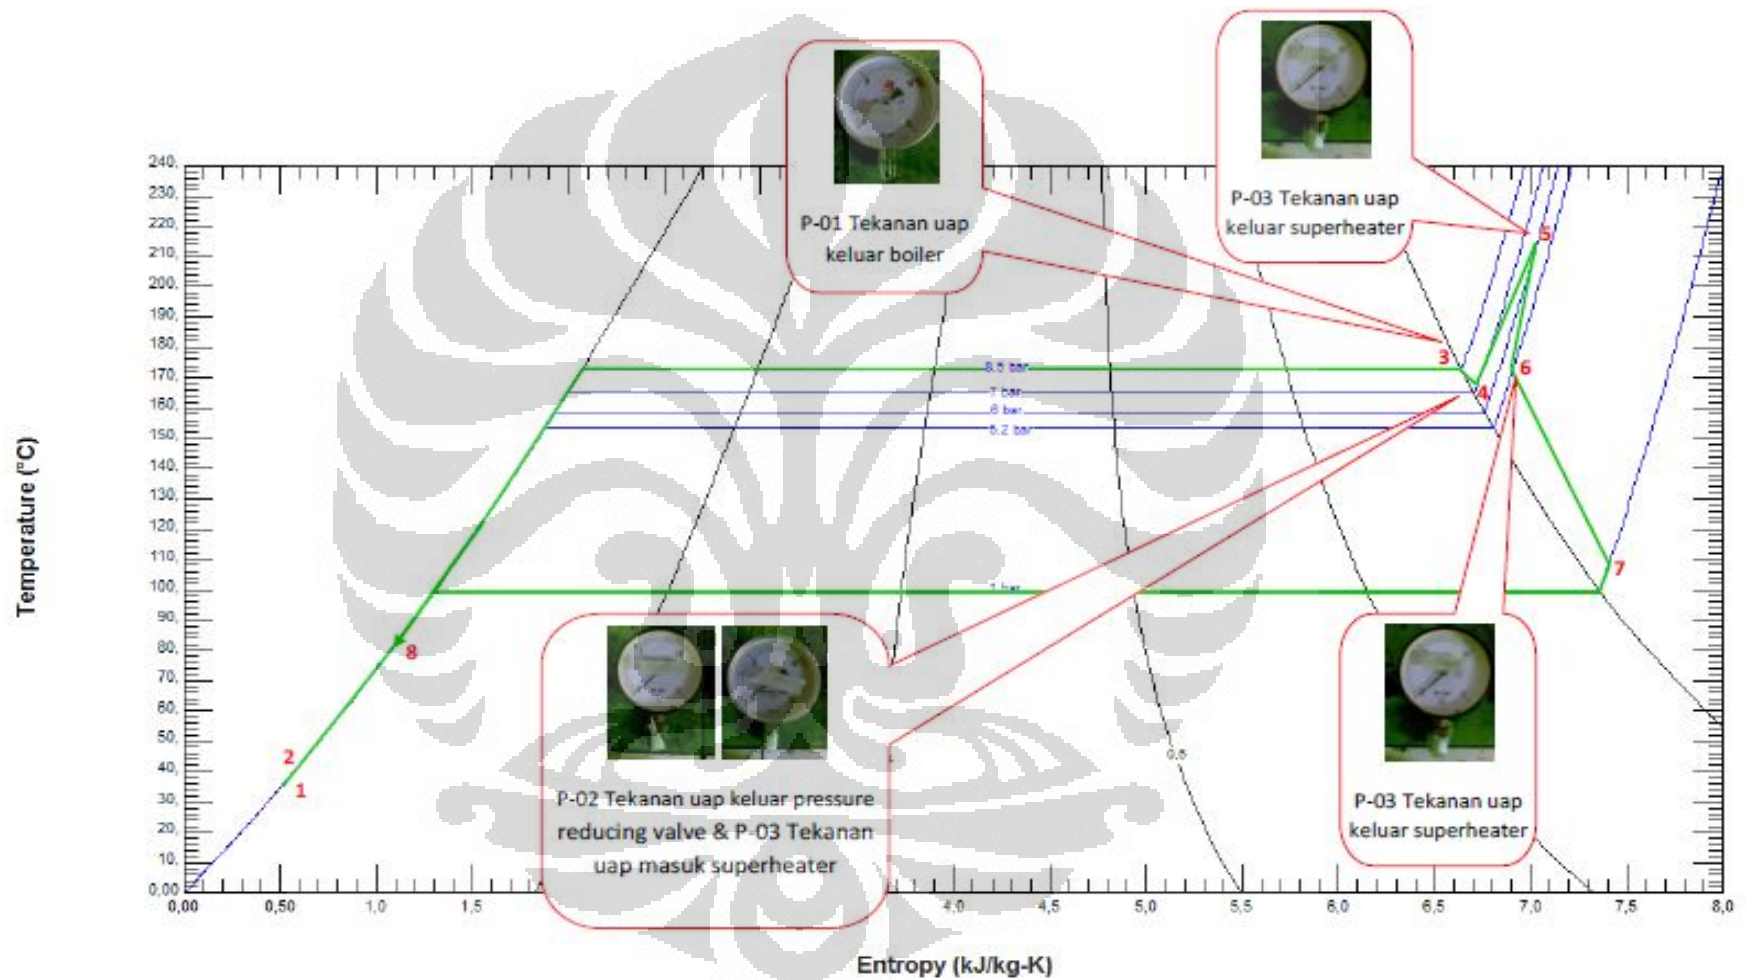 P-01 Tekanan uap
keluar boiler
P-03 Tekanan uap
keluar superheater
240,
230,
220,
210,
200,
190,
180,
170,
160,
150,
140,
130,
120,
110,
100,
90,
80,
70,
60,
50,
40,
30,
20,
10,
0,00
Temperature (°C)
8.5 bar
7 bar
6 bar
5.2 bar
1 bar
1
2
3
4
5
6
7
8
0.6
P-02 Tekanan uap keluar pressure
reducing valve & P-03 Tekanan
uap masuk superheater
P-03 Tekanan uap
keluar superheater
0,00 0,50 1,0 1,5 4,0 4,5 5,0 5,5 6,0 6,5 7,0 7,5 8,0
Entropy (kJ/kg-K)